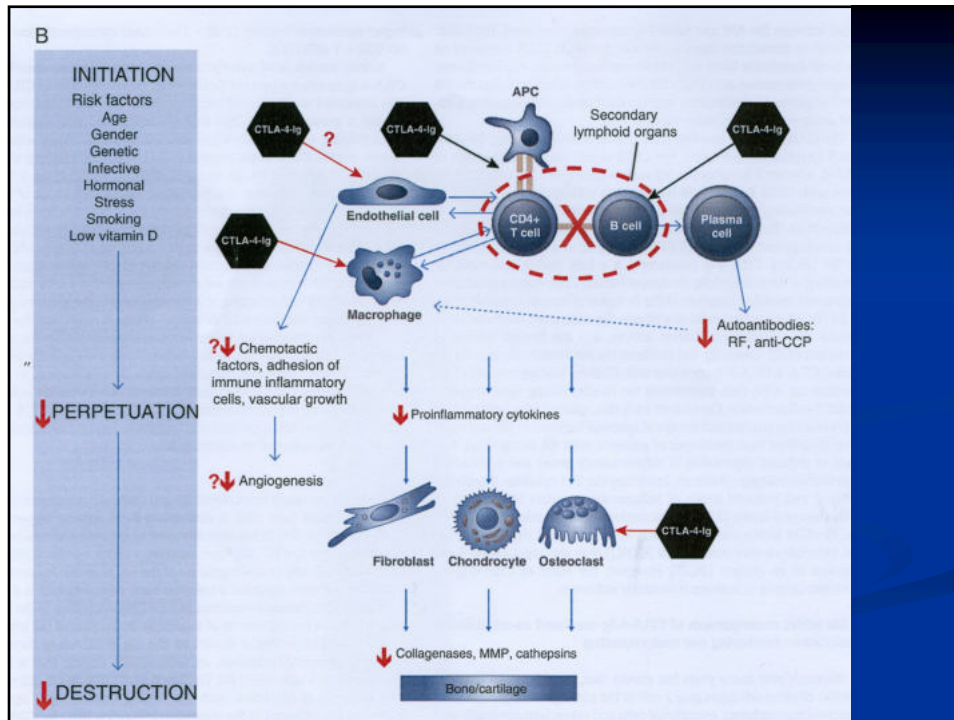 B
INITIATION
Risk factors
Age
Gender
Genetic
Infective
Hormonal
Stress
Smoking
Low vitamin D
PERPETUATION
DESTRUCTION
CTLA-4-Ig
?
CTLA-4-Ig
APC
Secondary
lymphoid organs
CTLA-4-Ig
Endothelial cell
CD4+
T cell
X
B cell
Plasma
cell
CTLA-4-Ig
Macrophage
Autoantibodies:
RF, anti-CCP
? Chemotactic
factors, adhesion of
immune inflammatory
cells, vascular growth
Proinflammatory cytokines
? Angiogenesis
CTLA-4-Ig
Fibroblast
Chondrocyte
Osteoclast
Collagenases, MMP, cathepsins
Bone/cartilage
"